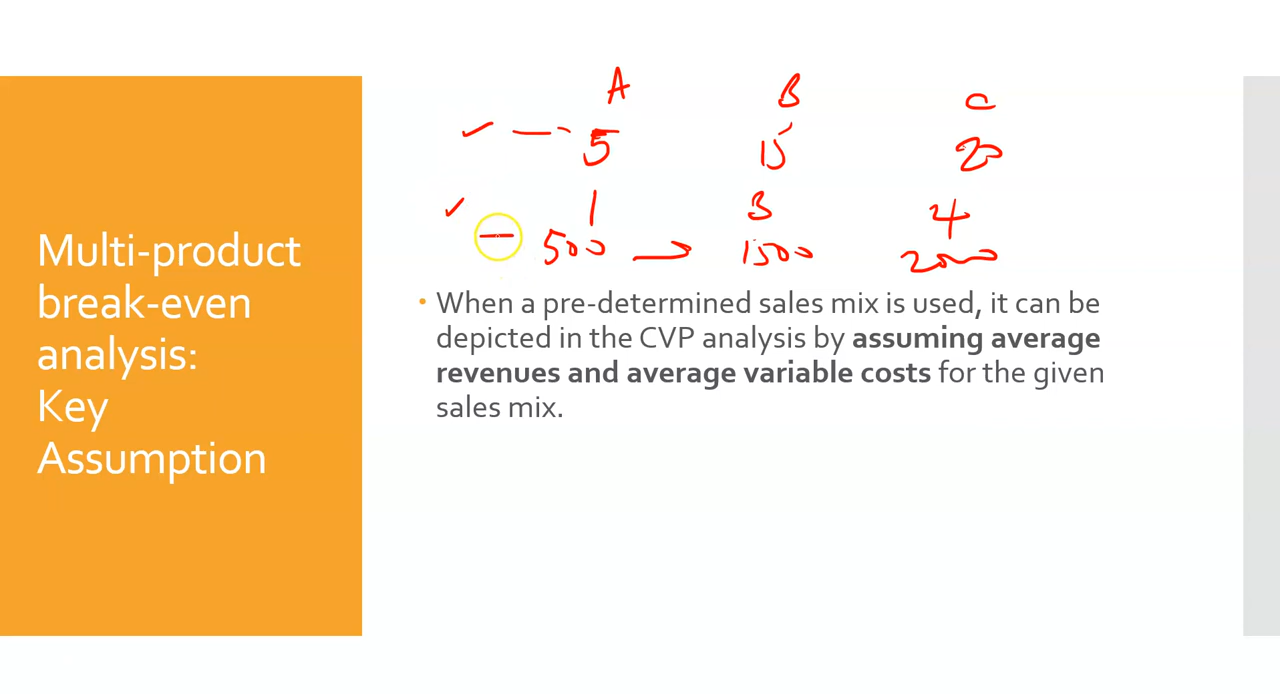 Multi-product
break-even
analysis:
Key
Assumption
A B C
5 15 20
1 3 4
500 → 1500 2000
• When a pre-determined sales mix is used, it can be
depicted in the CVP analysis by assuming average
revenues and average variable costs for the given
sales mix.